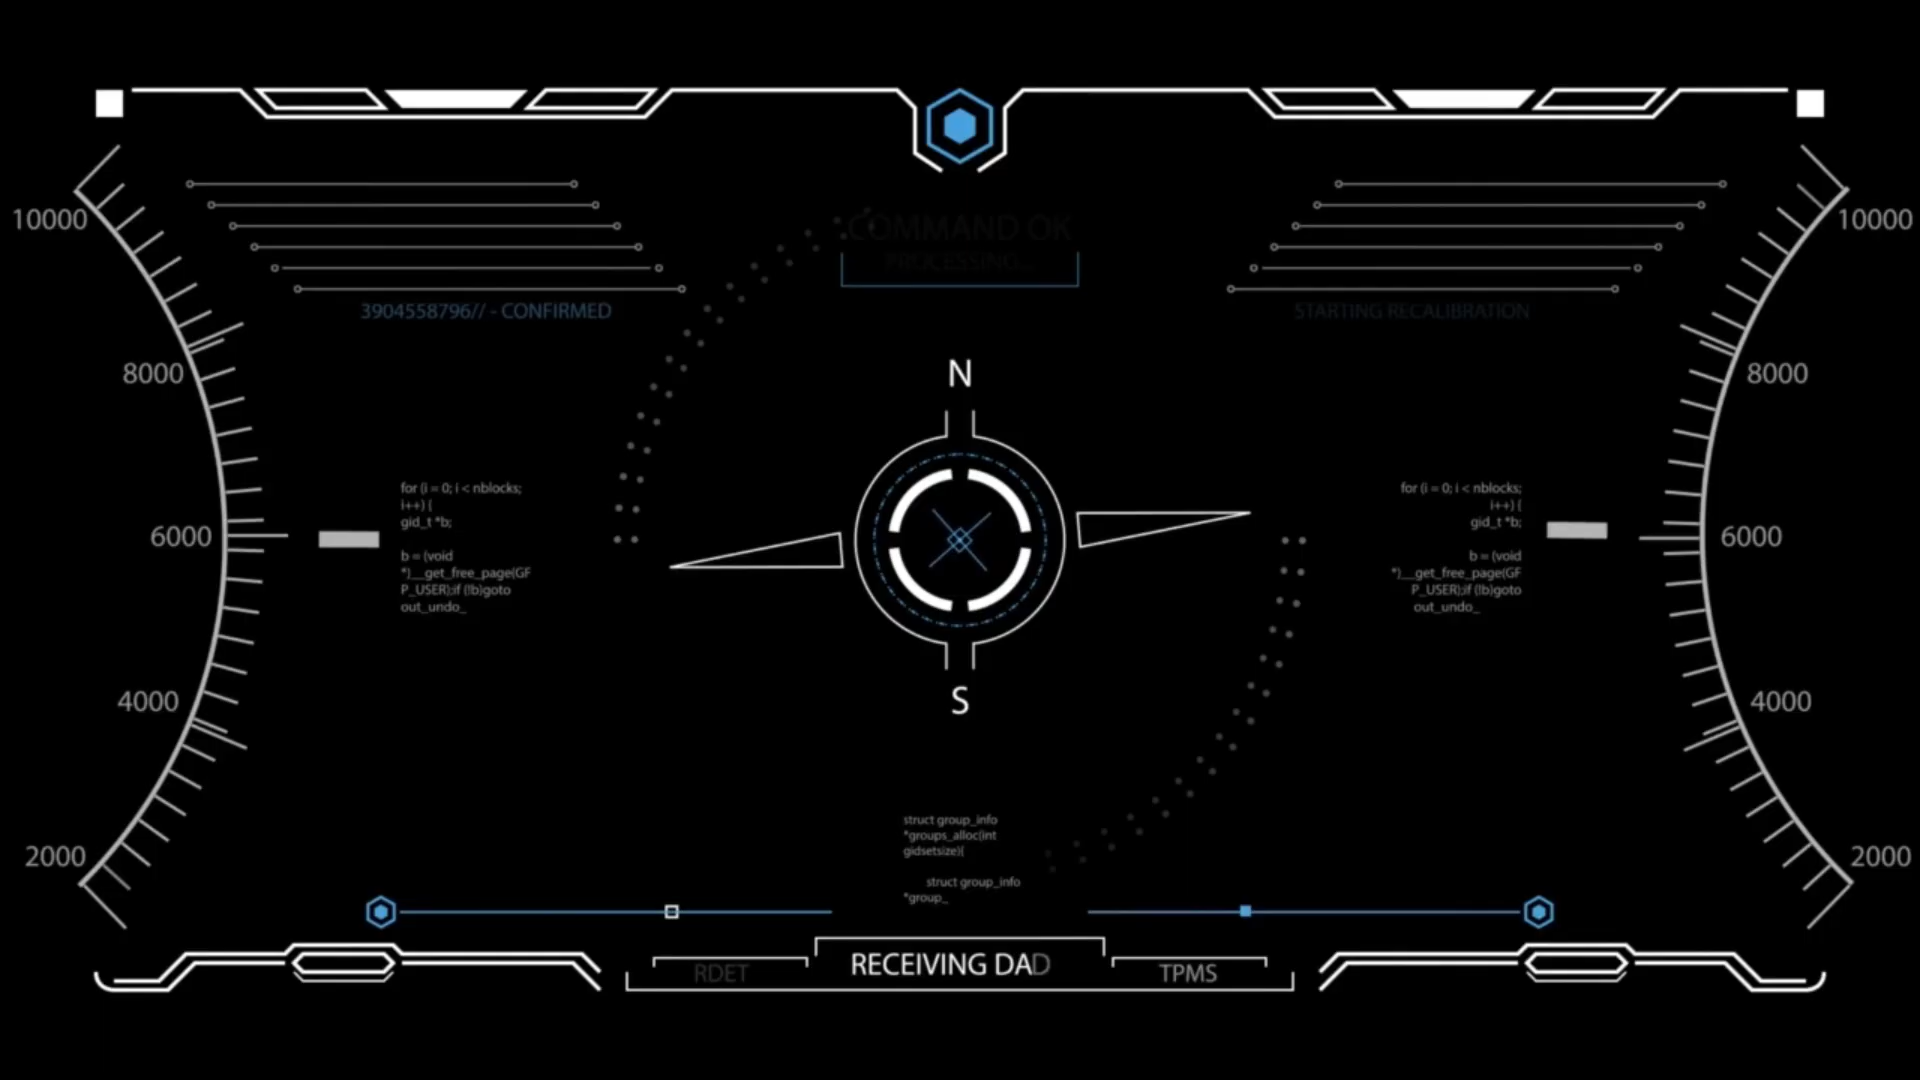 COMMAND OK
PROCESSING...
3904558796// - CONFIRMED
STARTING RECALIBRATION
10000
8000
6000
4000
2000
for (i = 0; i < nblocks;
i++) {
gid_t *b;
b = (void
*)__get_free_page(GF
P_USER);if (!b)goto
out_undo_
N
S
for (i = 0; i < nblocks;
i++) {
gid_t *b;
b = (void
*)__get_free_page(GF
P_USER);if (!b)goto
out_undo_
10000
8000
6000
4000
2000
struct group_info
*groups_alloc(int
gidsetsize){
struct group_info
*group_
RDET
RECEIVING DAD
TPMS